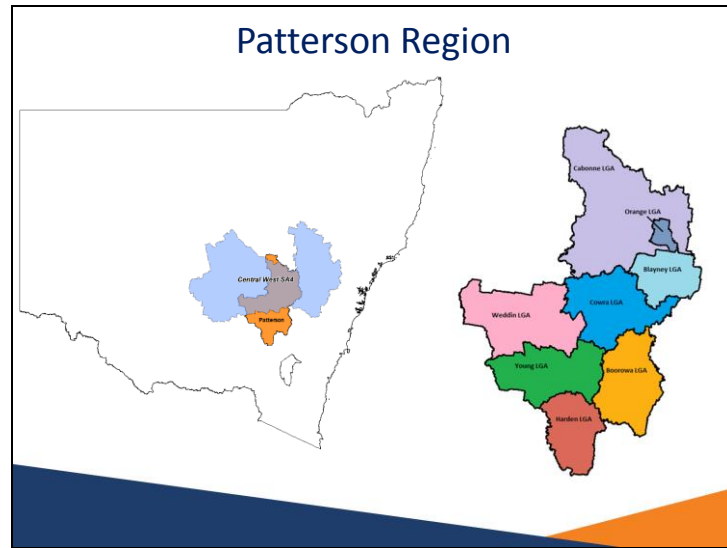 Patterson Region
Central West SA4
Patterson
Cabonne LGA
Orange LGA
Blayney LGA
Cowra LGA
Weddin LGA
Young LGA
Boorowa LGA
Harden LGA